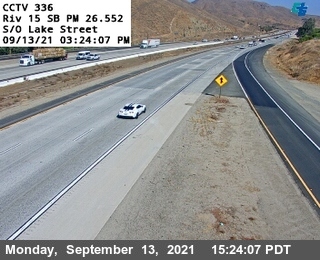 CCTV 336
Riv 15 SB PM 26.552
S/O Lake Street
09/13/21 03:24:07 PM
Monday, September 13, 2021 15:24:07 PDT